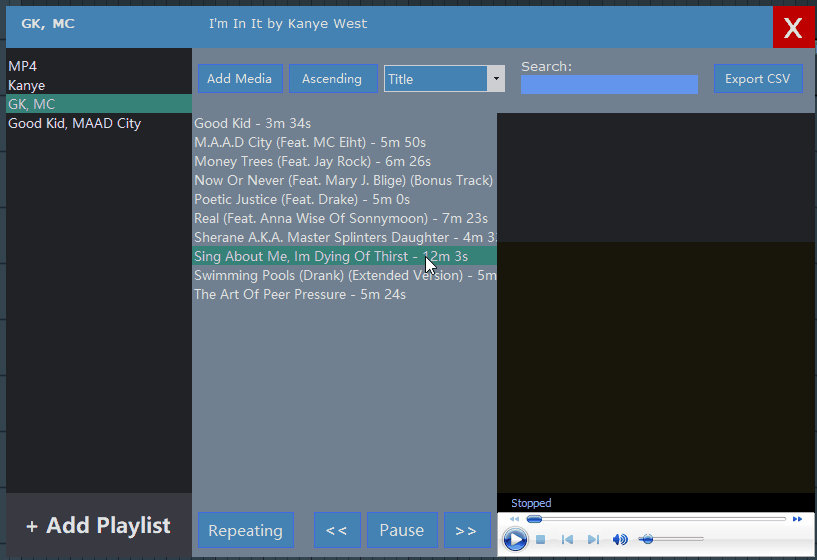 GK, MC
I'm In It by Kanye West
X
MP4
Kanye
GK, MC
Good Kid, MAAD City
Add Media
Ascending
Title
Search:
Export CSV
Good Kid - 3m 34s
M.A.A.D City (Feat. MC Eiht) - 5m 50s
Money Trees (Feat. Jay Rock) - 6m 26s
Now Or Never (Feat. Mary J. Blige) (Bonus Track)
Poetic Justice (Feat. Drake) - 5m 0s
Real (Feat. Anna Wise Of Sonnymoon) - 7m 23s
Sherane A.K.A. Master Splinters Daughter - 4m 3
Sing About Me, Im Dying Of Thirst - 12m 3s
Swimming Pools (Drank) (Extended Version) - 5m
The Art Of Peer Pressure - 5m 24s
+ Add Playlist
Repeating
<<
Pause
>>
Stopped